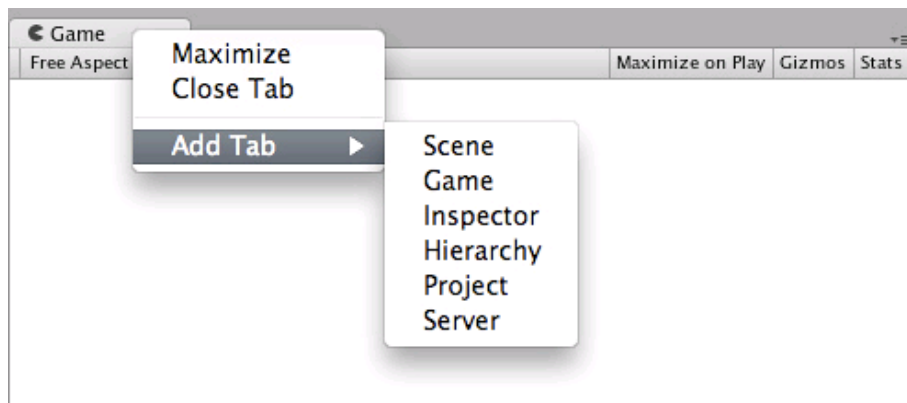 Game
Free Aspect Maximize on Play Gizmos Stats
Maximize
Close Tab
Add Tab
Scene
Game
Inspector
Hierarchy
Project
Server